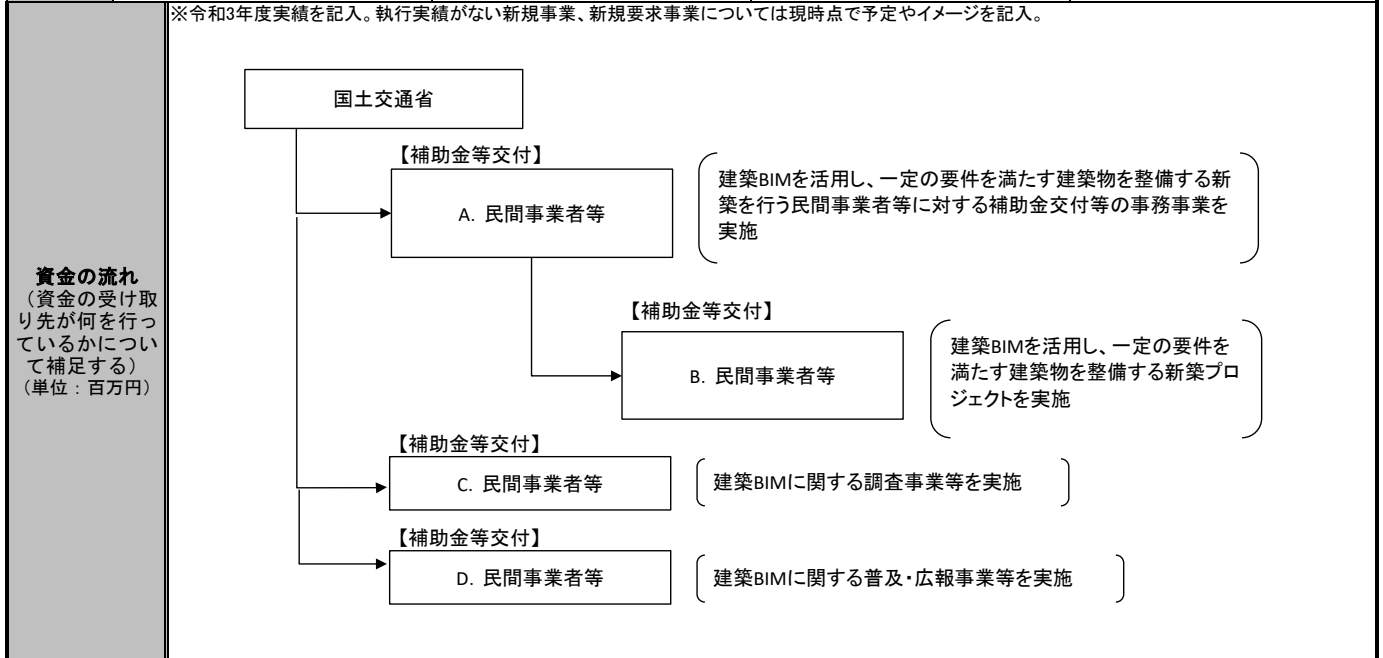 ※令和3年度実績を記入。執行実績がない新規事業、新規要求事業については現時点で予定やイメージを記入。
資金の流れ
（資金の受け取
り先が何を行っ
ているかについ
て補足する）
（単位：百万円）
国土交通省
【補助金等交付】
A. 民間事業者等
建築BIMを活用し、一定の要件を満たす建築物を整備する新
築を行う民間事業者等に対する補助金交付等の事務事業を
実施
【補助金等交付】
B. 民間事業者等
建築BIMを活用し、一定の要件を
満たす建築物を整備する新築プロ
ジェクトを実施
【補助金等交付】
C. 民間事業者等
建築BIMに関する調査事業等を実施
【補助金等交付】
D. 民間事業者等
建築BIMに関する普及・広報事業等を実施